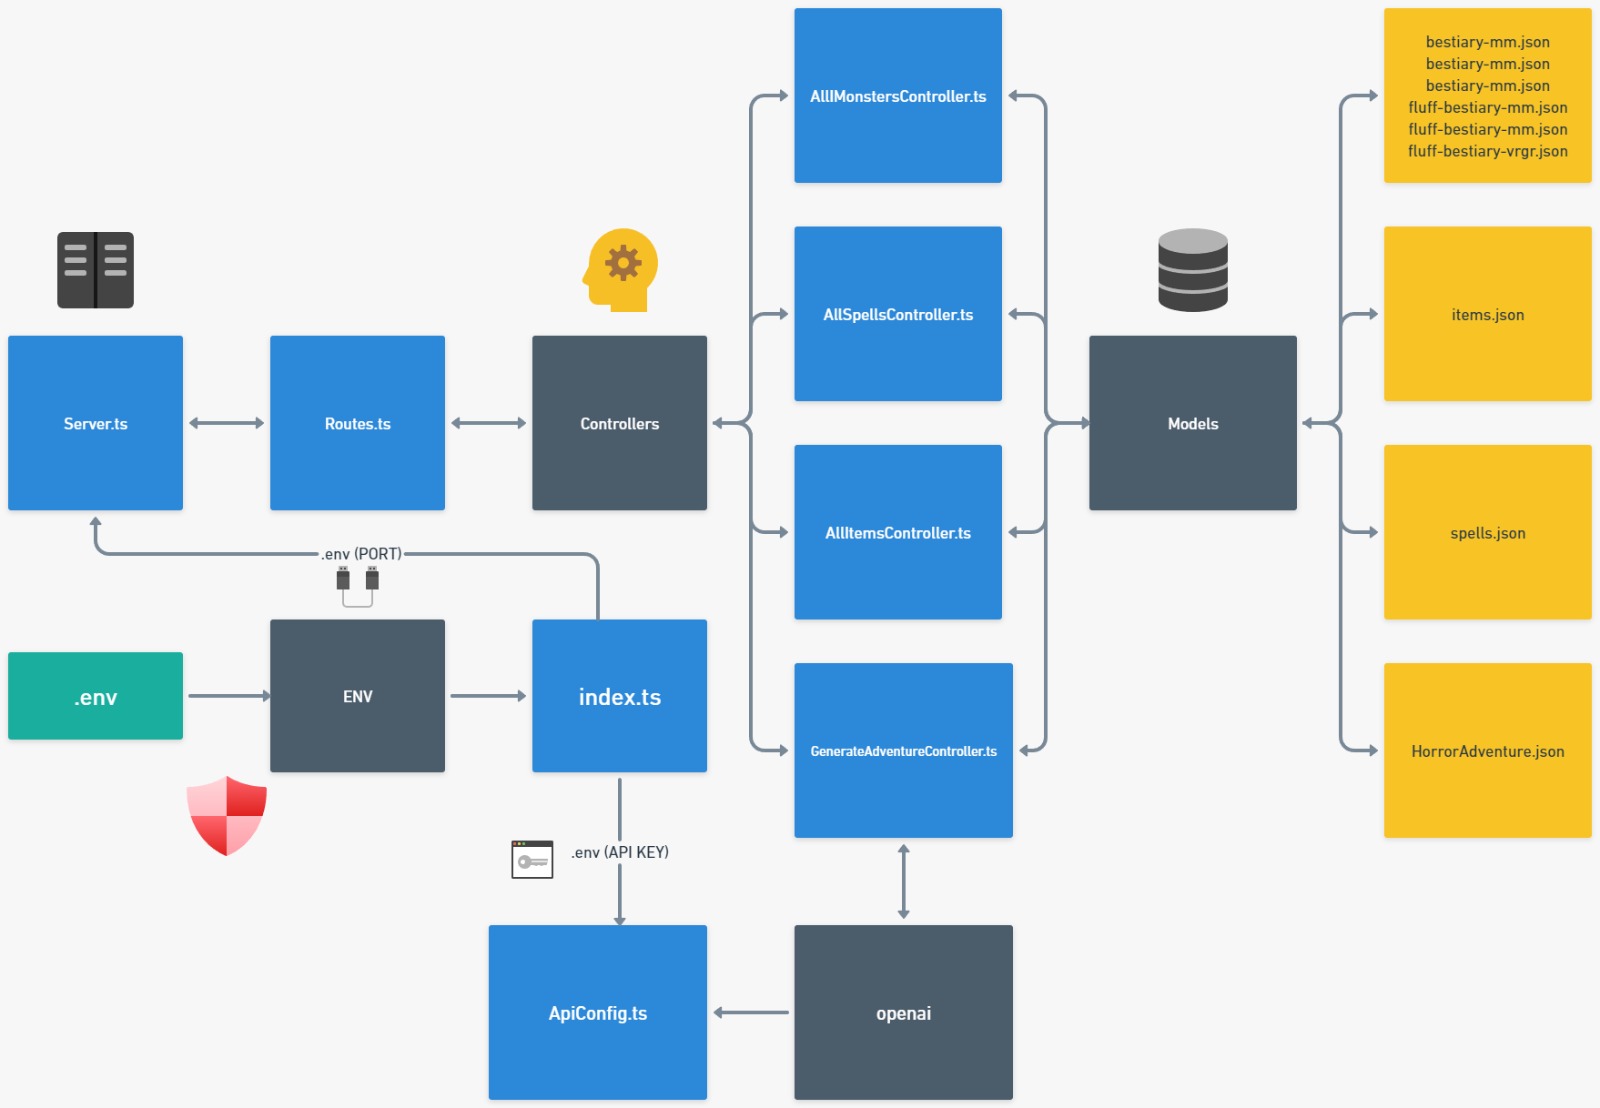 AllIMonstersController.ts
bestiary-mm.json
bestiary-mm.json
bestiary-mm.json
fluff-bestiary-mm.json
fluff-bestiary-mm.json
fluff-bestiary-vrgr.json
AllSpellsController.ts
items.json
Server.ts
Routes.ts
Controllers
Models
AllItemsController.ts
spells.json
.env (PORT)
.env
ENV
index.ts
GenerateAdventureController.ts
HorrorAdventure.json
.env (API KEY)
ApiConfig.ts
openai